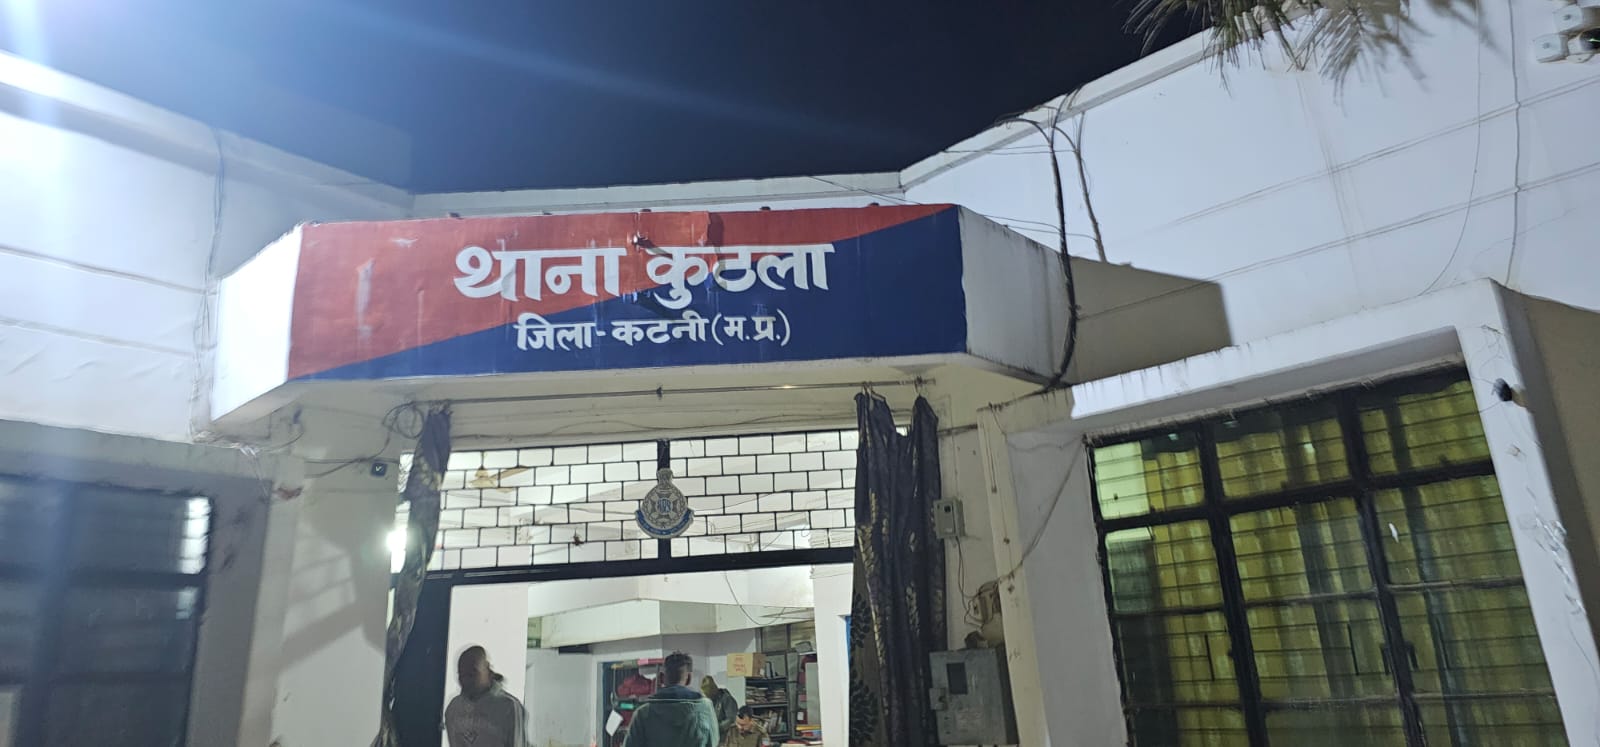 थाना कुठला
जिला-कटनी (म.प्र.)